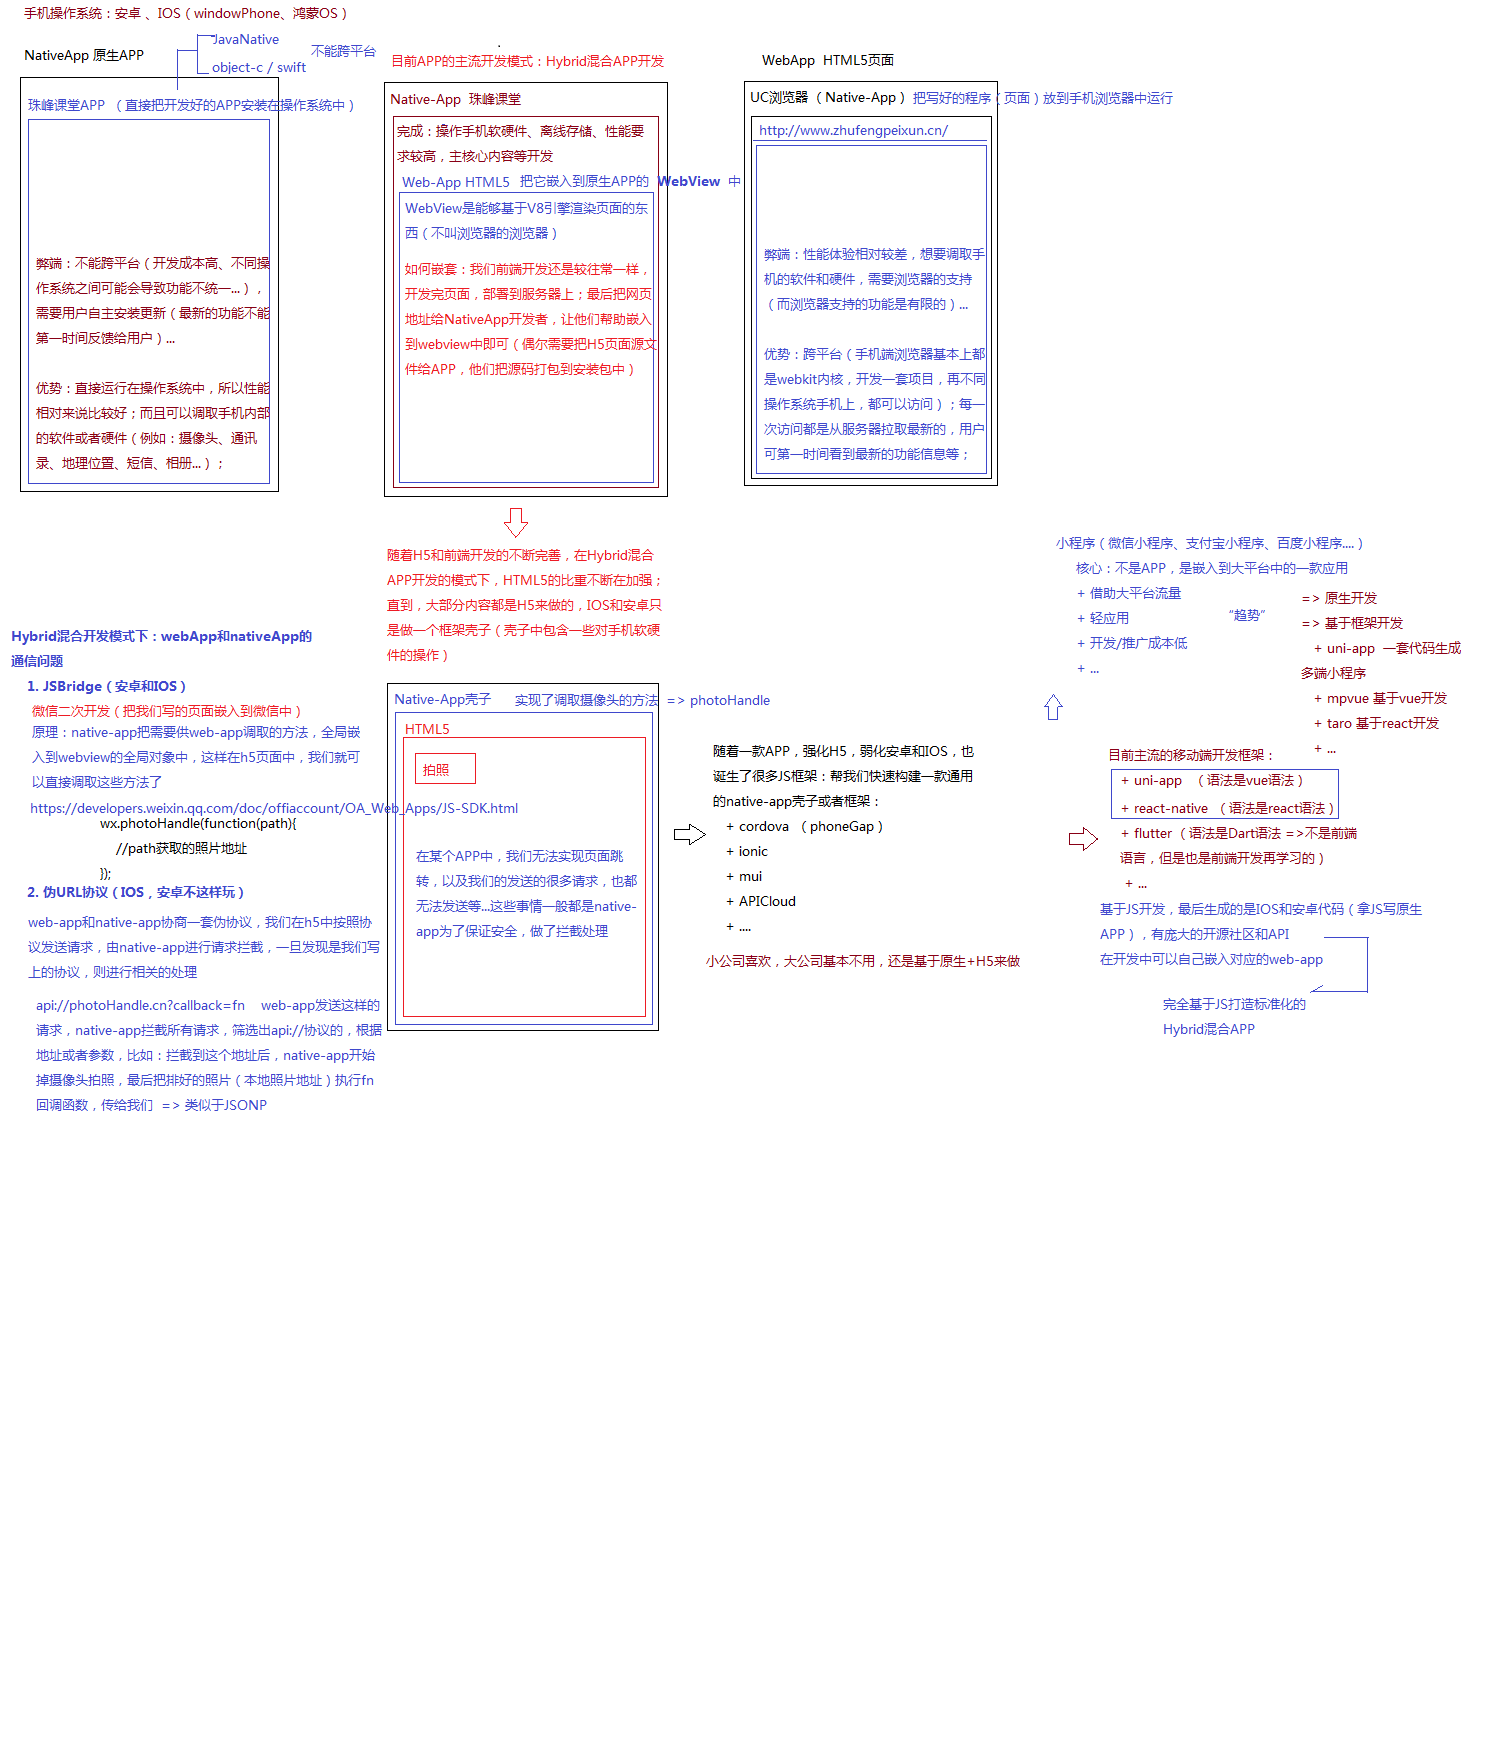 手机操作系统：安卓 、IOS（windowPhone、鸿蒙OS）
NativeApp 原生APP
JavaNative
object-c / swift
不能跨平台
珠峰课堂APP （直接把开发好的APP安装在操作系统中）
弊端：不能跨平台（开发成本高、不同操
作系统之间可能会导致功能不统一...），
需要用户自主安装更新（最新的功能不能
第一时间反馈给用户）...
优势：直接运行在操作系统中，所以性能
相对来说比较好；而且可以调取手机内部
的软件或者硬件（例如：摄像头、通讯
录、地理位置、短信、相册...）；
目前APP的主流开发模式：Hybrid混合APP开发
Native-App 珠峰课堂
完成：操作手机软硬件、离线存储、性能要
求较高，主核心内容等开发
Web-App HTML5 把它嵌入到原生APP的 WebView 中
WebView是能够基于V8引擎渲染页面的东
西（不叫浏览器的浏览器）
如何嵌套：我们前端开发还是较往常一样，
开发完页面，部署到服务器上；最后把网页
地址给NativeApp开发者，让他们帮助嵌入
到webview中即可（偶尔需要把H5页面源文
件给APP，他们把源码打包到安装包中）
WebApp HTML5页面
UC浏览器 （ Native-App ） 把写好的程序（页面）放到手机浏览器中运行
http://www.zhufengpeixun.cn/
弊端：性能体验相对较差，想要调取手
机的软件和硬件，需要浏览器的支持
（而浏览器支持的功能是有限的）...
优势：跨平台（手机端浏览器基本上都
是webkit内核，开发一套项目，再不同
操作系统手机上，都可以访问）；每一
次访问都是从服务器拉取最新的，用户
可第一时间看到最新的功能信息等；
随着H5和前端开发的不断完善，在Hybrid混合
APP开发的模式下，HTML5的比重不断在加强；
直到，大部分内容都是H5来做的，IOS和安卓只
是做一个框架壳子（壳子中包含一些对手机软硬
件的操作）
Hybrid混合开发模式下：webApp和nativeApp的
通信问题
1. JSBridge（安卓和IOS）
微信二次开发（把我们写的页面嵌入到微信中）
原理：native-app把需要供web-app调取的方法，全局嵌
入到webview的全局对象中，这样在h5页面中，我们就可
以直接调取这些方法了
https://developers.weixin.qq.com/doc/offiaccount/OA_Web_Apps/JS-SDK.html
wx.photoHandle(function(path){
//path获取的照片地址
});
2. 伪URL协议（IOS，安卓不这样玩）
web-app和native-app协商一套伪协议，我们在h5中按照协
议发送请求，由native-app进行请求拦截，一旦发现是我们写
上的协议，则进行相关的处理
api://photoHandle.cn?callback=fn web-app发送这样的
请求，native-app拦截所有请求，筛选出api://协议的，根据
地址或者参数，比如：拦截到这个地址后，native-app开始
掉摄像头拍照，最后把排好的照片（本地照片地址）执行fn
回调函数，传给我们 => 类似于JSONP
Native-App壳子 实现了调取摄像头的方法 => photoHandle
HTML5
拍照
在某个APP中，我们无法实现页面跳
转，以及我们的发送的很多请求，也都
无法发送等...这些事情一般都是native-
app为了保证安全，做了拦截处理
随着一款APP，强化H5，弱化安卓和IOS，也
诞生了很多JS框架：帮我们快速构建一款通用
的native-app壳子或者框架：
+ cordova （phoneGap）
+ ionic
+ mui
+ APICloud
+ ....
小公司喜欢，大公司基本不用，还是基于原生+H5来做
小程序（微信小程序、支付宝小程序、百度小程序....）
核心：不是APP，是嵌入到大平台中的一款应用
+ 借助大平台流量
+ 轻应用
+ 开发/推广成本低
+ ...
“趋势”
=> 原生开发
=> 基于框架开发
+ uni-app 一套代码生成
多端小程序
+ mpvue 基于vue开发
+ taro 基于react开发
+ ...
目前主流的移动端开发框架：
+ uni-app （语法是vue语法）
+ react-native （语法是react语法）
+ flutter（语法是Dart语法 =>不是前端
语言，但是也是前端开发再学习的）
+ ...
基于JS开发，最后生成的是IOS和安卓代码（拿JS写原生
APP），有庞大的开源社区和API
在开发中可以自己嵌入对应的web-app
完全基于JS打造标准化的
Hybrid混合APP